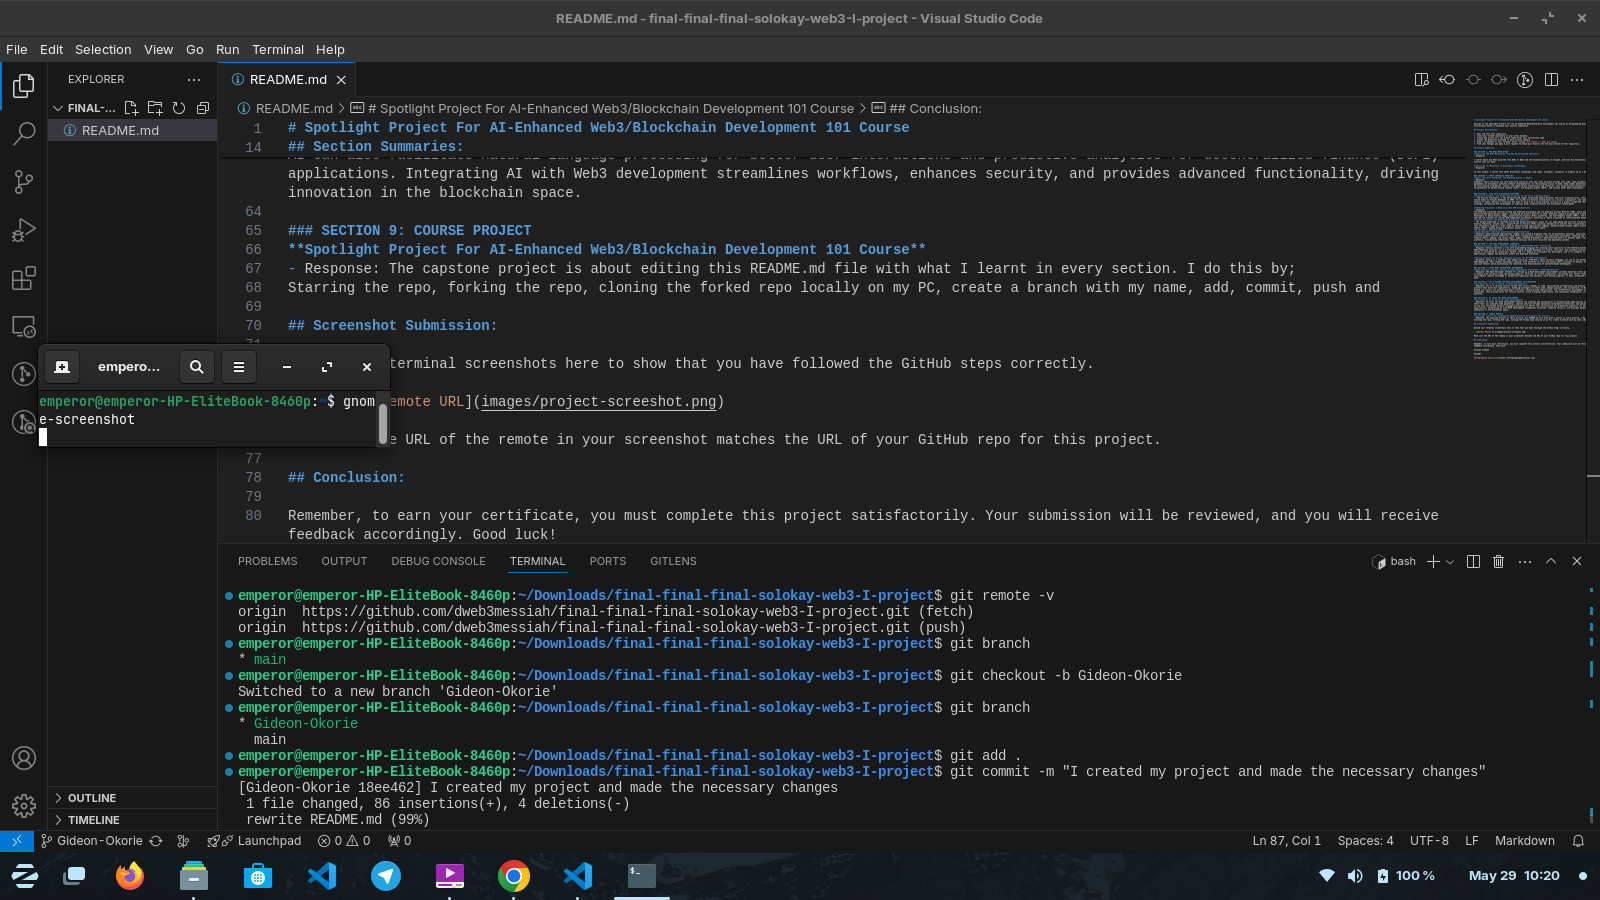 README.md - final-final-final-solokay-web3-I-project - Visual Studio Code
File Edit Selection View Go Run Terminal Help
EXPLORER
FINAL-...
README.md
README.md
README.md > # Spotlight Project For AI-Enhanced Web3/Blockchain Development 101 Course > ## Conclusion:
1 # Spotlight Project For AI-Enhanced Web3/Blockchain Development 101 Course
14 ## Section Summaries:
applications. Integrating AI with Web3 development streamlines workflows, enhances security, and provides advanced functionality, driving
innovation in the blockchain space.
64
65 ### SECTION 9: COURSE PROJECT
66 **Spotlight Project For AI-Enhanced Web3/Blockchain Development 101 Course**
67 - Response: The capstone project is about editing this README.md file with what I learnt in every section. I do this by;
68 Starring the repo, forking the repo, cloning the forked repo locally on my PC, create a branch with my name, add, commit, push and
69
70 ## Screenshot Submission:
terminal screenshots here to show that you have followed the GitHub steps correctly.
emote URL](images/project-screeshot.png)
e URL of the remote in your screenshot matches the URL of your GitHub repo for this project.
77
78 ## Conclusion:
79
80 Remember, to earn your certificate, you must complete this project satisfactorily. Your submission will be reviewed, and you will receive
feedback accordingly. Good luck!
empero...
emperor@emperor-HP-EliteBook-8460p:~$ gnom
e-screenshot
PROBLEMS OUTPUT DEBUG CONSOLE TERMINAL PORTS GITLENS
bash
emperor@emperor-HP-EliteBook-8460p:~/Downloads/final-final-final-solokay-web3-I-project$ git remote -v
origin  https://github.com/dweb3messiah/final-final-final-solokay-web3-I-project.git (fetch)
origin  https://github.com/dweb3messiah/final-final-final-solokay-web3-I-project.git (push)
emperor@emperor-HP-EliteBook-8460p:~/Downloads/final-final-final-solokay-web3-I-project$ git branch
* main
emperor@emperor-HP-EliteBook-8460p:~/Downloads/final-final-final-solokay-web3-I-project$ git checkout -b Gideon-Okorie
Switched to a new branch 'Gideon-Okorie'
emperor@emperor-HP-EliteBook-8460p:~/Downloads/final-final-final-solokay-web3-I-project$ git branch
* Gideon-Okorie
main
emperor@emperor-HP-EliteBook-8460p:~/Downloads/final-final-final-solokay-web3-I-project$ git add .
emperor@emperor-HP-EliteBook-8460p:~/Downloads/final-final-final-solokay-web3-I-project$ git commit -m "I created my project and made the necessary changes"
[Gideon-Okorie 18ee462] I created my project and made the necessary changes
1 file changed, 86 insertions(+), 4 deletions(-)
rewrite README.md (99%)
OUTLINE
TIMELINE
Gideon-Okorie Launchpad 0 0 0 Ln 87, Col 1 Spaces: 4 UTF-8 LF Markdown
100 % May 29 10:20